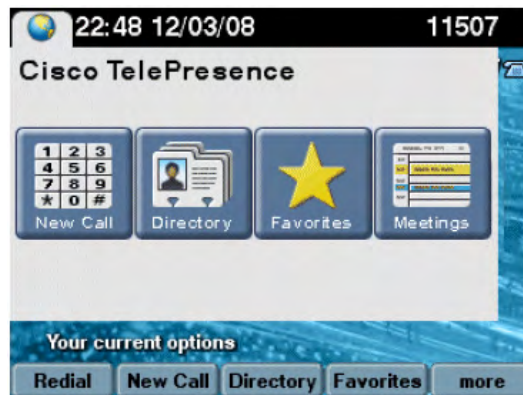 22:48 12/03/08 11507
Cisco TelePresence
1 2 3
4 5 6
7 8 9
* 0 #
New Call Directory Favorites Meetings
Your current options
Redial New Call Directory Favorites more